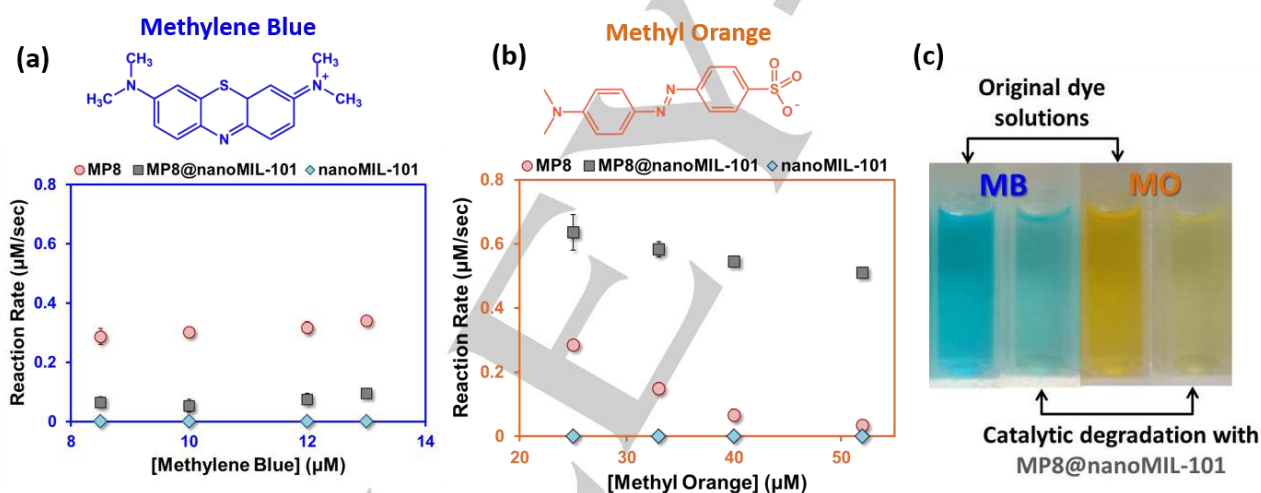 Methylene Blue
(a)
CH₃
H₃C
N
S
N
CH₃
N⁺
CH₃
MP8 MP8@nanoMIL-101 nanoMIL-101
Reaction Rate (µM/sec)
0.8
0.6
0.4
0.2
0
8 10 12 14
[Methylene Blue] (µM)
Methyl Orange
(b)
N
N
N
O
S
O
O⁻
MP8 MP8@nanoMIL-101 nanoMIL-101
Reaction Rate (µM/sec)
0.8
0.6
0.4
0.2
0
20 30 40 50
[Methyl Orange] (µM)
(c)
Original dye
solutions
MB MO
Catalytic degradation with
MP8@nanoMIL-101